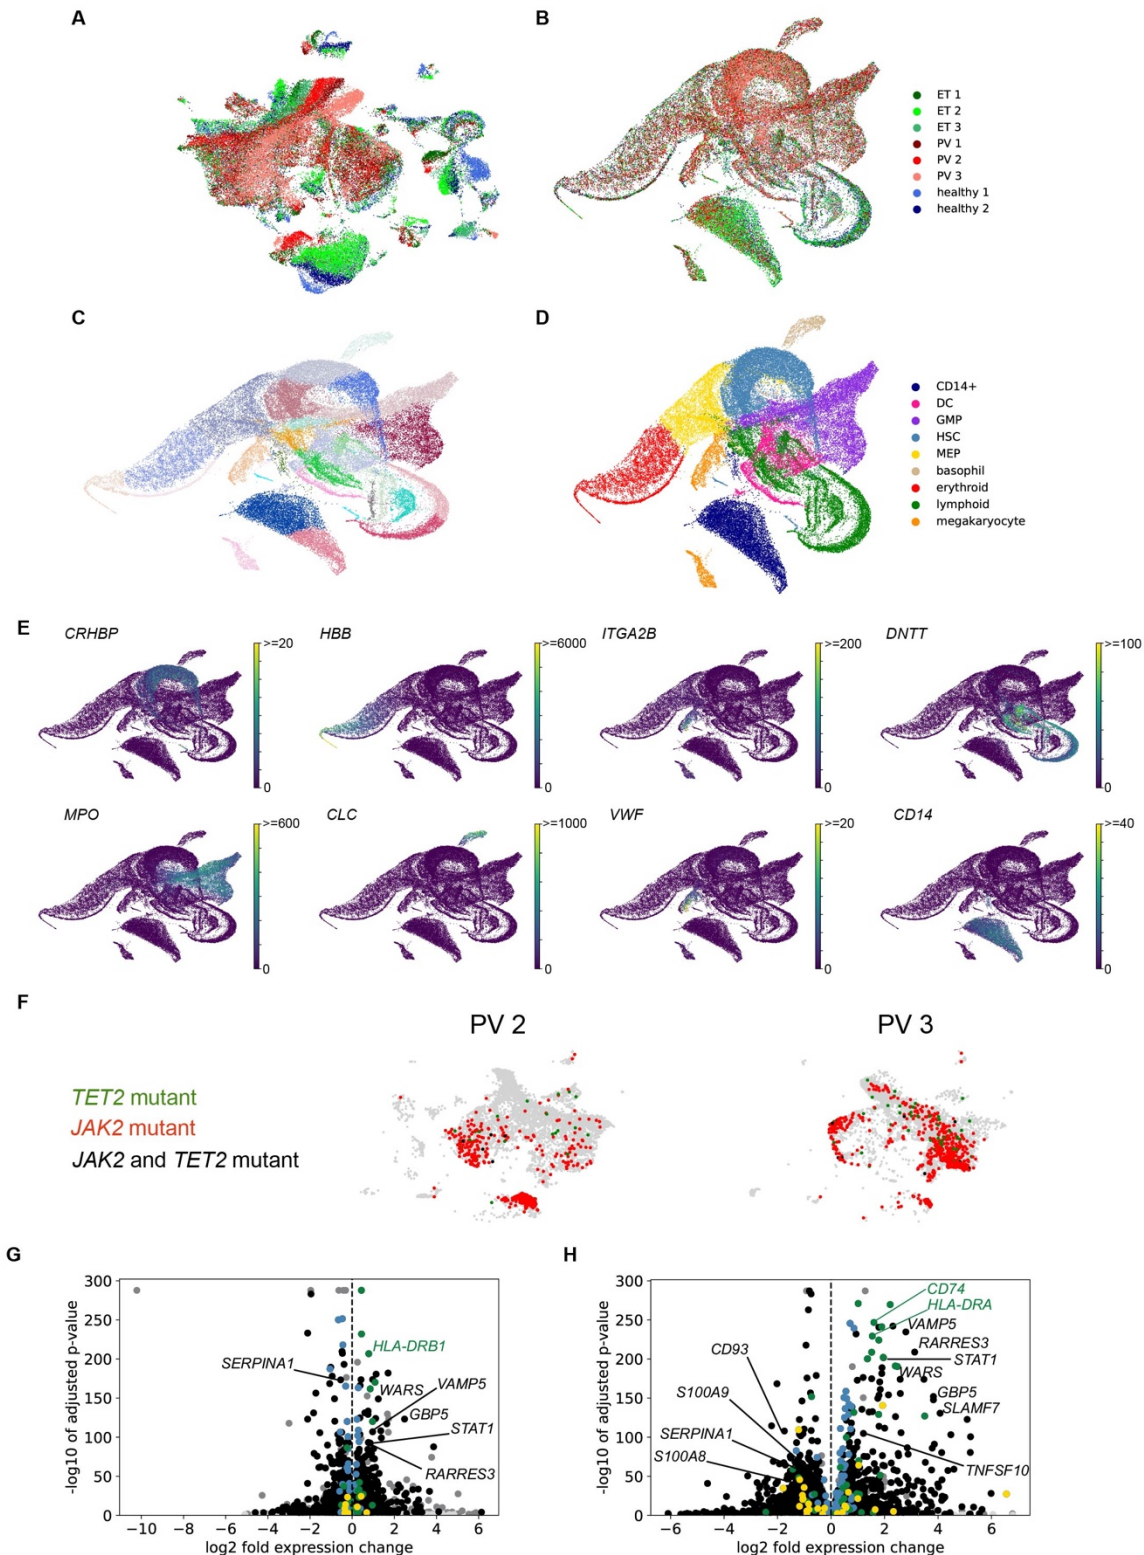 A
B
ET 1
ET 2
ET 3
PV 1
PV 2
PV 3
healthy 1
healthy 2
C
D
CD14+
DC
GMP
HSC
MEP
basophil
erythroid
lymphoid
megakaryocyte
E
CRHBP
>=20
0
HBB
>=6000
0
ITGA2B
>=200
0
DNTT
>=100
0
MPO
>=600
0
CLC
>=1000
0
VWF
>=20
0
CD14
>=40
0
F
PV 2
PV 3
TET2 mutant
JAK2 mutant
JAK2 and TET2 mutant
G
-log10 of adjusted p-value
300
250
200
150
100
50
0
HLA-DRB1
SERPINA1
WARS
VAMP5
GBP5
STAT1
RARRES3
−10 −8 −6 −4 −2 0 2 4 6
log2 fold expression change
H
-log10 of adjusted p-value
300
250
200
150
100
50
0
CD74
HLA-DRA
VAMP5
RARRES3
CD93
STAT1
WARS
S100A9
GBP5
SLAMF7
SERPINA1
S100A8
TNFSF10
−6 −4 −2 0 2 4 6
log2 fold expression change